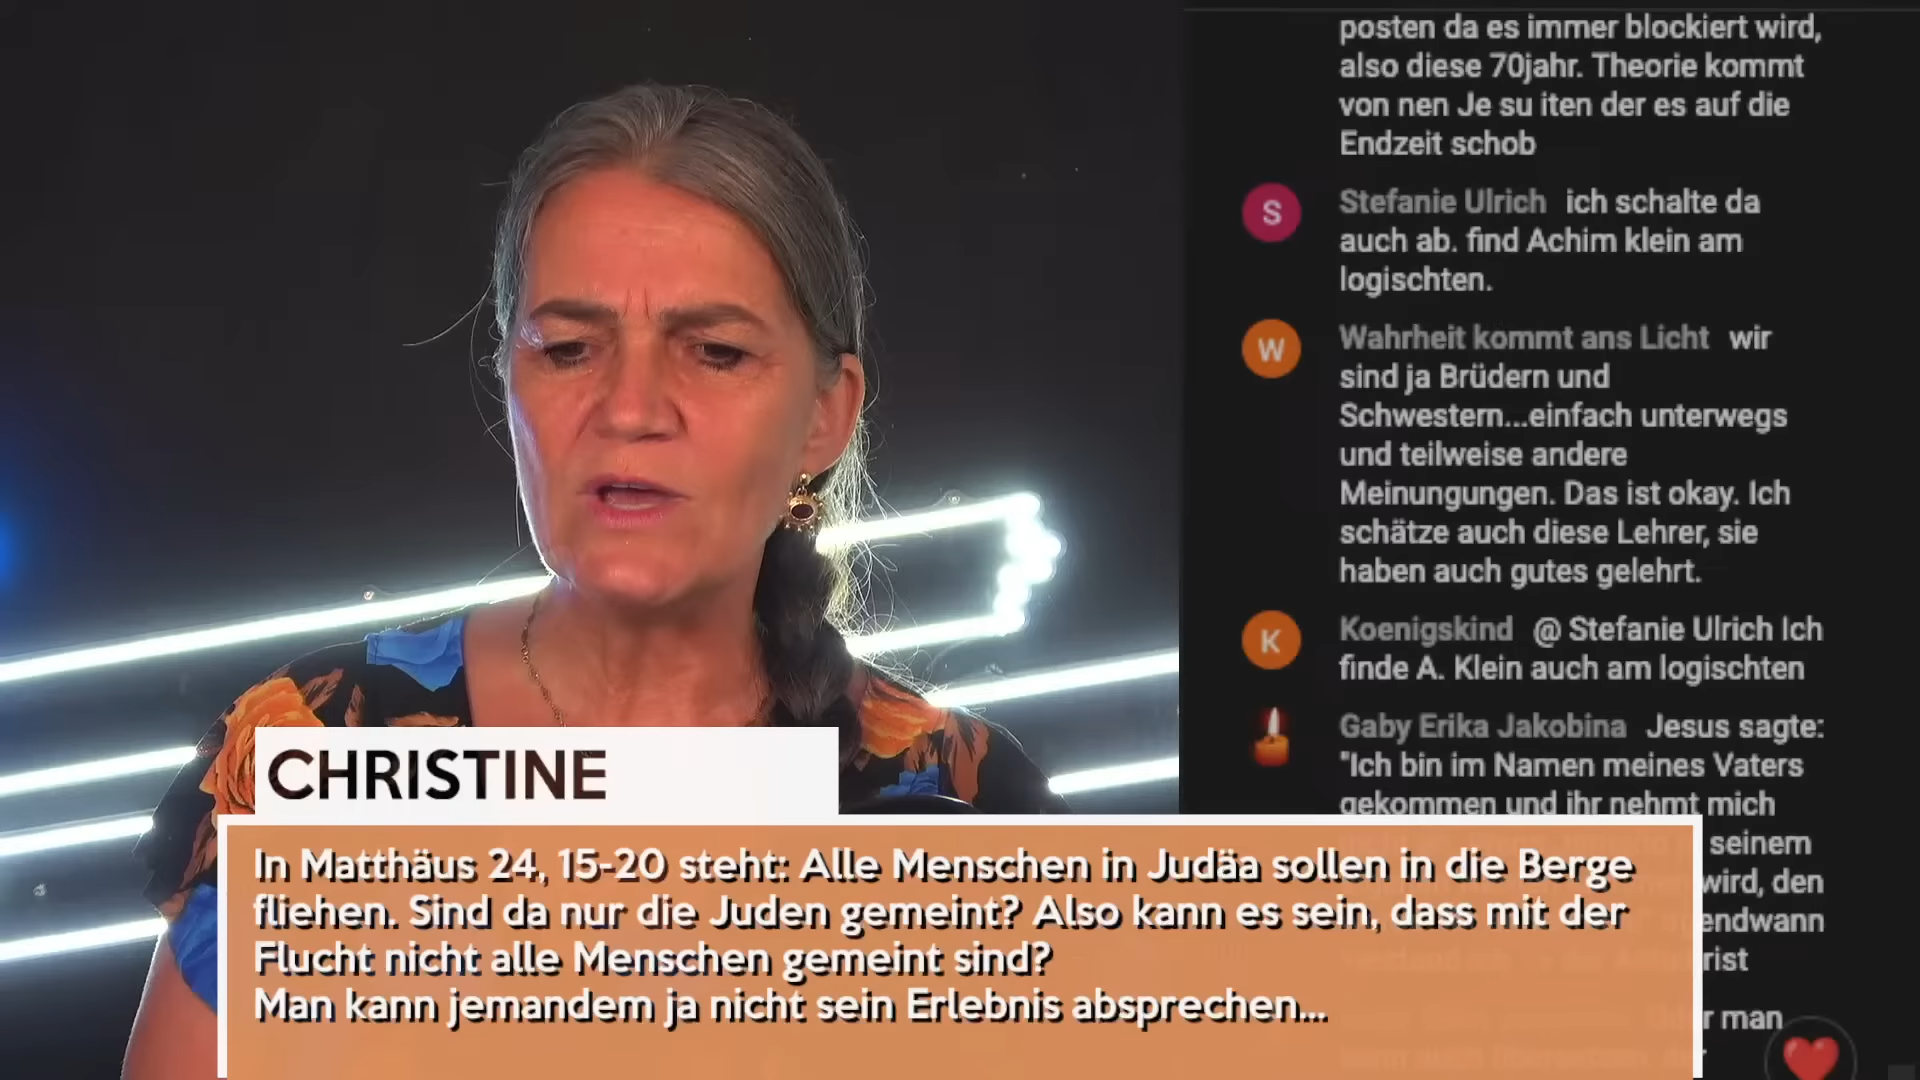 posten da es immer blockiert wird,
also diese 70jahr. Theorie kommt
von nen Je su iten der es auf die
Endzeit schob
S
Stefanie Ulrich ich schalte da
auch ab. find Achim klein am
logischten.
W
Wahrheit kommt ans Licht wir
sind ja Brüdern und
Schwestern...einfach unterwegs
und teilweise andere
Meinungungen. Das ist okay. Ich
schätze auch diese Lehrer, sie
haben auch gutes gelehrt.
K
Koenigskind @ Stefanie Ulrich Ich
finde A. Klein auch am logischten
Gaby Erika Jakobina Jesus sagte:
"Ich bin im Namen meines Vaters
gekommen und ihr nehmt mich
seinem
wird, den
man
CHRISTINE
In Matthäus 24, 15-20 steht: Alle Menschen in Judäa sollen in die Berge
fliehen. Sind da nur die Juden gemeint? Also kann es sein, dass mit der
Flucht nicht alle Menschen gemeint sind?
Man kann jemandem ja nicht sein Erlebnis absprechen...